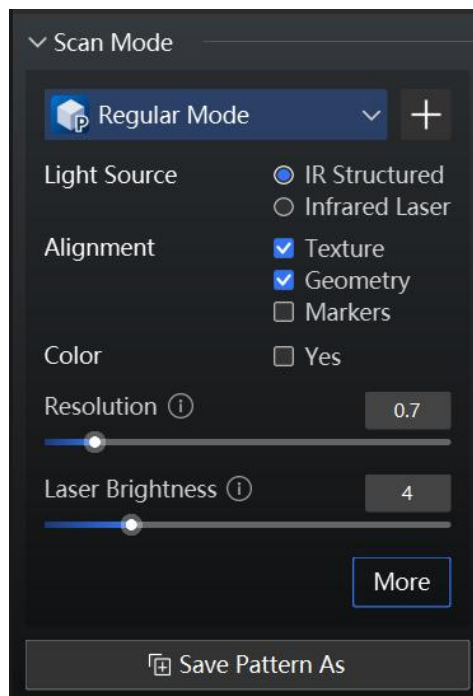 Scan Mode
Regular Mode
Light Source
IR Structured
Infrared Laser
Alignment
Texture
Geometry
Markers
Color
Yes
Resolution
0.7
Laser Brightness
4
More
Save Pattern As